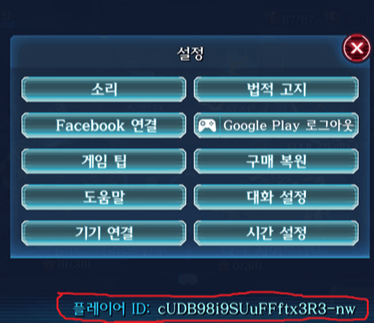 설정
소리
법적 고지
Facebook 연결
Google Play 로그아웃
게임 팁
구매 복원
도움말
대화 설정
기기 연결
시간 설정
플레이어 ID: cUDB98i9SUuFFftx3R3-nw